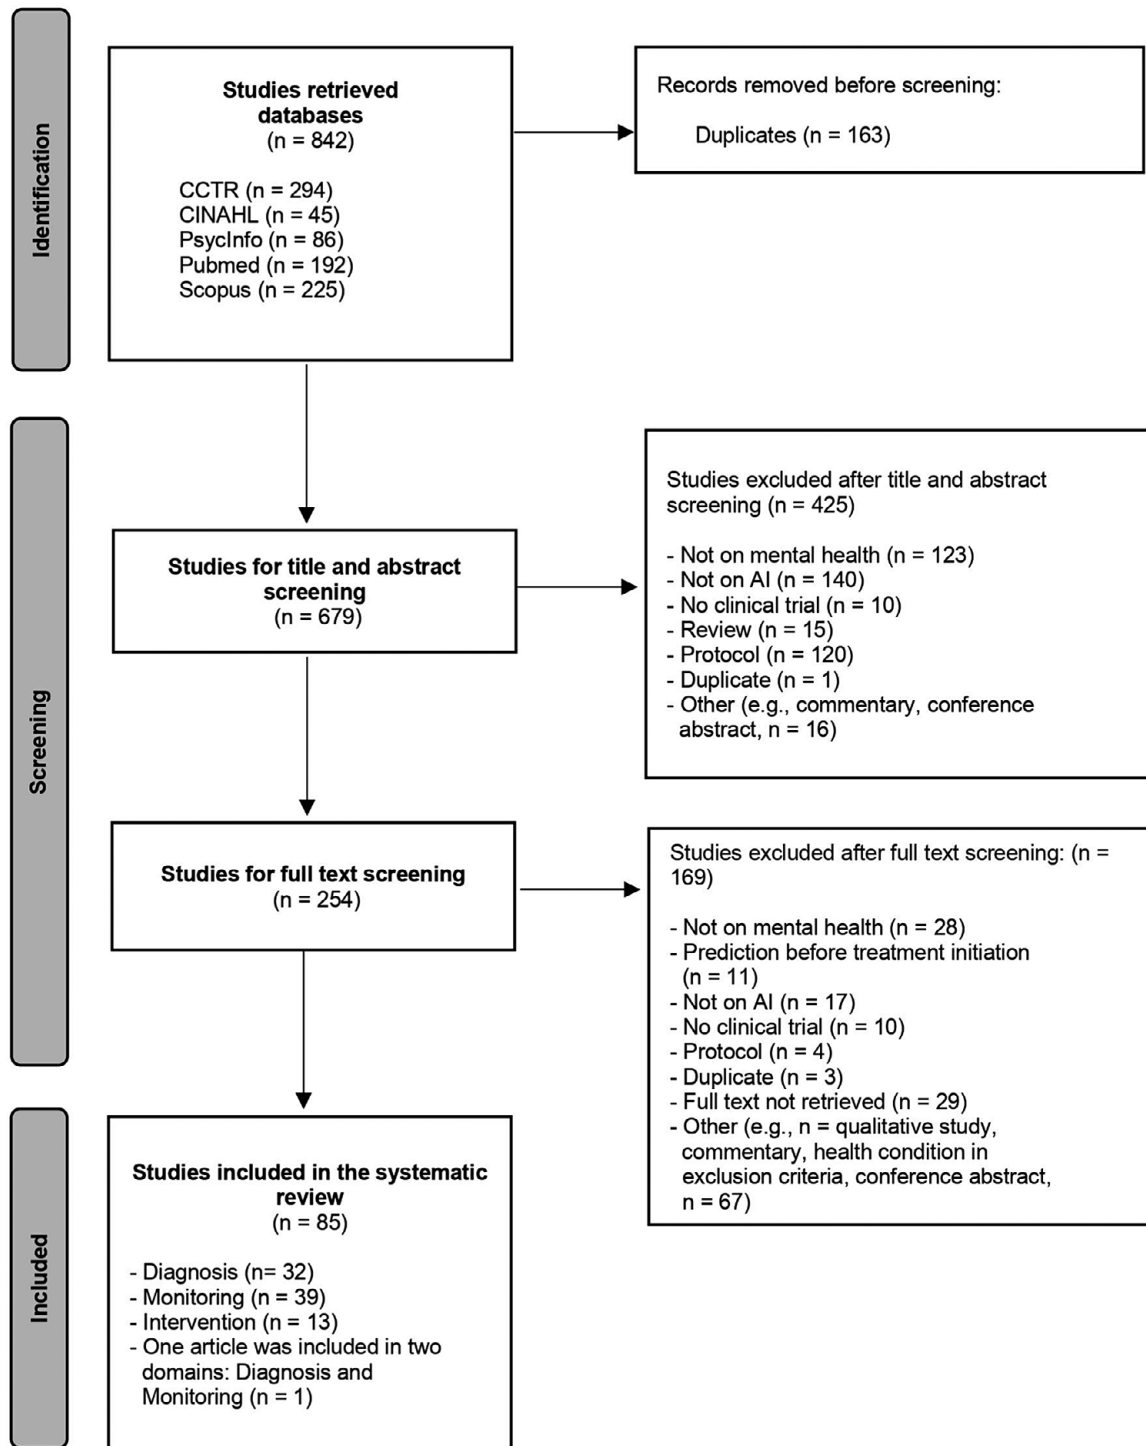 Identification
Studies retrieved
databases
(n = 842)
CCTR (n = 294)
CINAHL (n = 45)
PsycInfo (n = 86)
Pubmed (n = 192)
Scopus (n = 225)
Records removed before screening:
Duplicates (n = 163)
Screening
Studies for title and abstract
screening
(n = 679)
Studies excluded after title and abstract
screening (n = 425)
- Not on mental health (n = 123)
- Not on AI (n = 140)
- No clinical trial (n = 10)
- Review (n = 15)
- Protocol (n = 120)
- Duplicate (n = 1)
- Other (e.g., commentary, conference
abstract, n = 16)
Studies for full text screening
(n = 254)
Studies excluded after full text screening: (n =
169)
- Not on mental health (n = 28)
- Prediction before treatment initiation
(n = 11)
- Not on AI (n = 17)
- No clinical trial (n = 10)
- Protocol (n = 4)
- Duplicate (n = 3)
- Full text not retrieved (n = 29)
- Other (e.g., n = qualitative study,
commentary, health condition in
exclusion criteria, conference abstract,
n = 67)
Included
Studies included in the systematic
review
(n = 85)
- Diagnosis (n= 32)
- Monitoring (n = 39)
- Intervention (n = 13)
- One article was included in two
domains: Diagnosis and
Monitoring (n = 1)